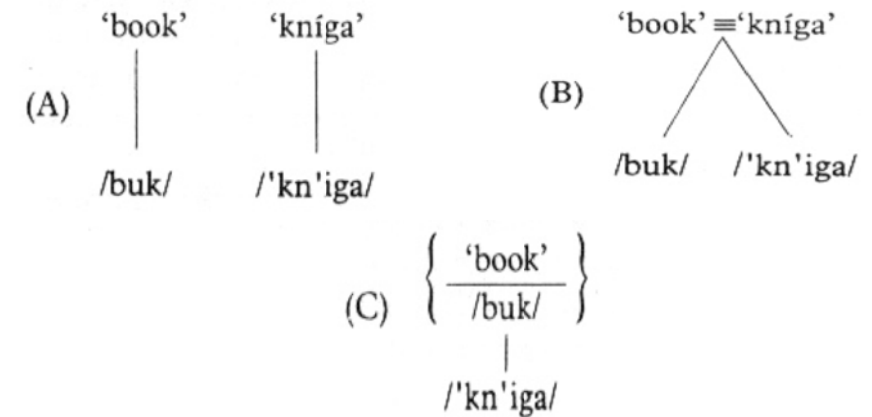 ‘book’ ‘kníga’ ‘book’ ≡ ‘kníga’
(A) (B)
/buk/ /'kn'iga/ /buk/ /'kn'iga/
‘book’
(C) /buk/
/'kn'iga/